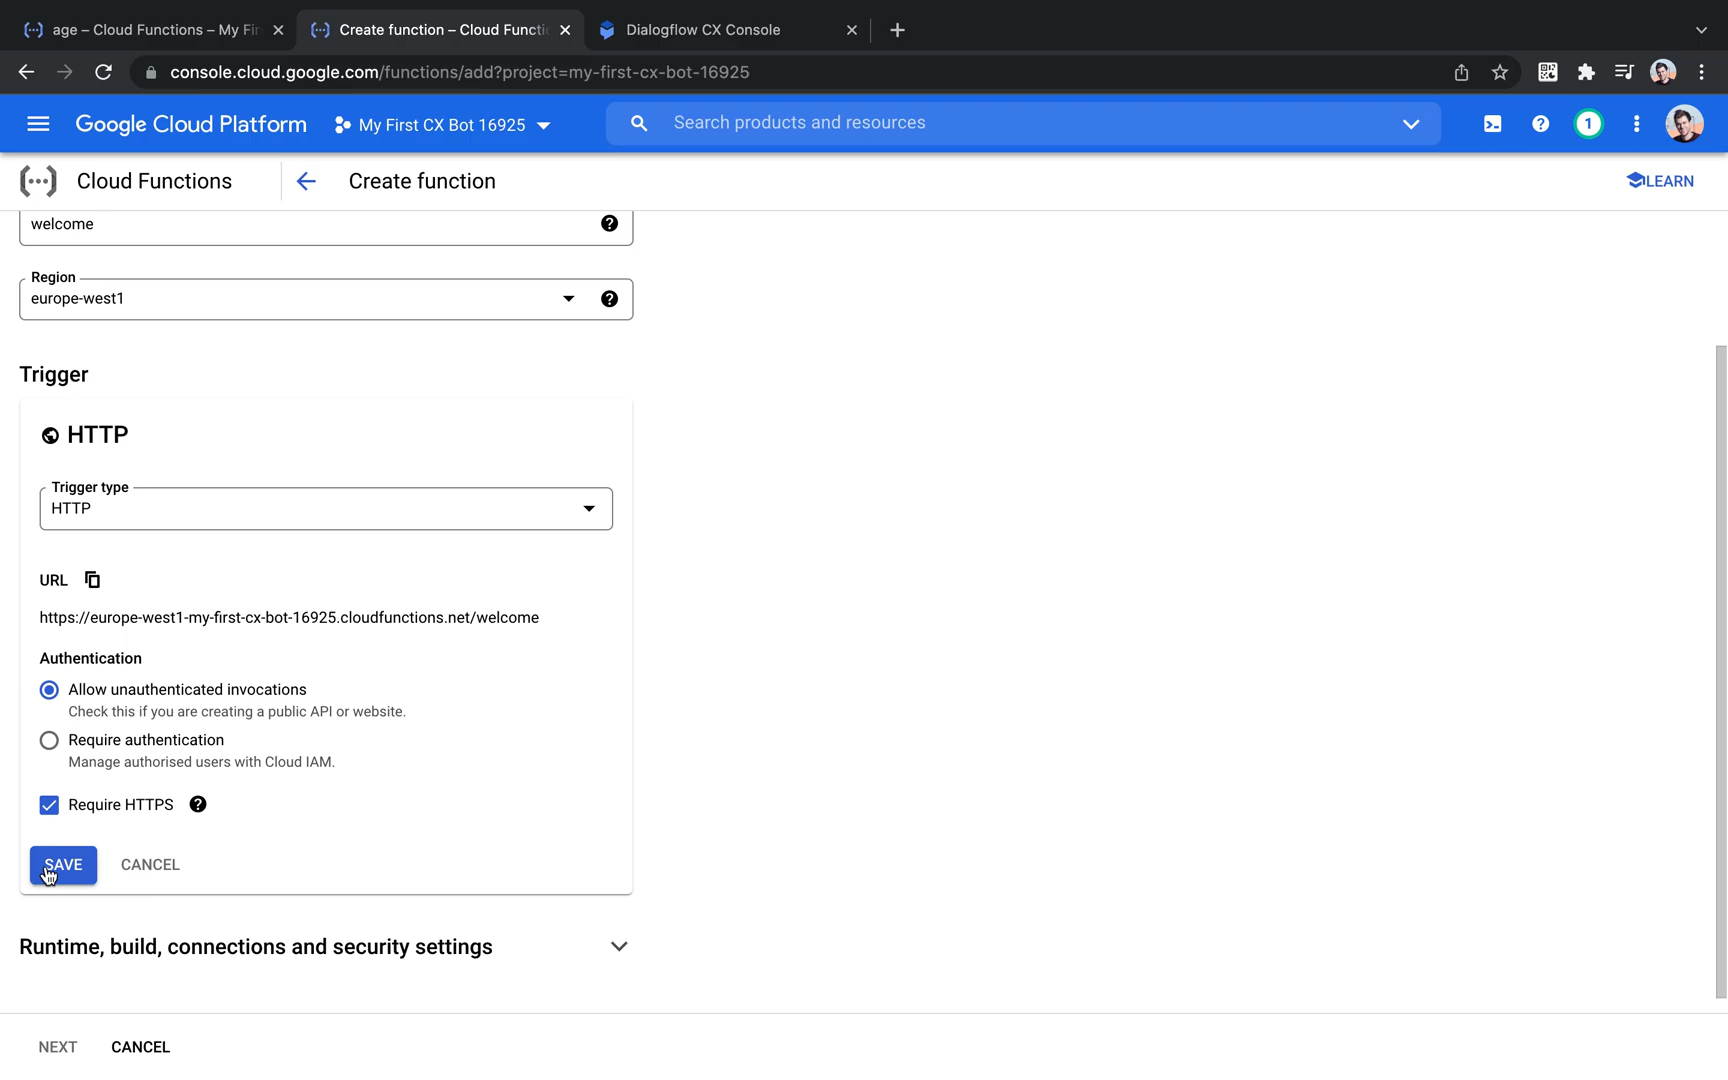 age – Cloud Functions – My Fir
Create function – Cloud Functi
Dialogflow CX Console
console.cloud.google.com/functions/add?project=my-first-cx-bot-16925
Google Cloud Platform
My First CX Bot 16925
Search products and resources
1
Cloud Functions
Create function
LEARN
welcome
Region
europe-west1
Trigger
HTTP
Trigger type
HTTP
URL
https://europe-west1-my-first-cx-bot-16925.cloudfunctions.net/welcome
Authentication
Allow unauthenticated invocations
Check this if you are creating a public API or website.
Require authentication
Manage authorised users with Cloud IAM.
Require HTTPS
SAVE
CANCEL
Runtime, build, connections and security settings
NEXT
CANCEL